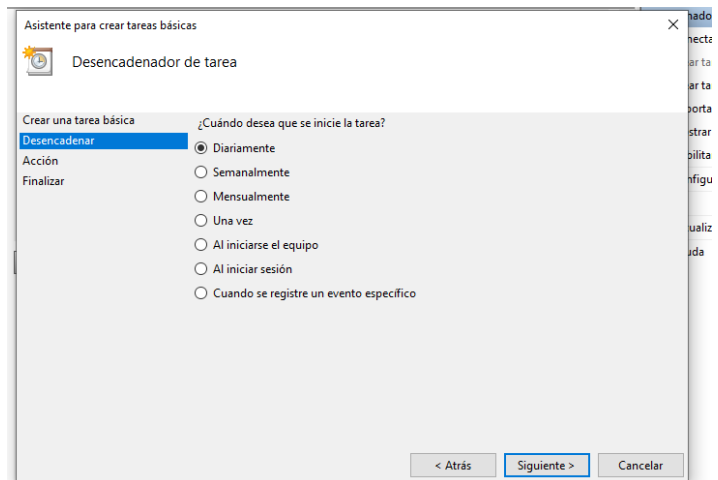 Asistente para crear tareas básicas
Desencadenador de tarea
Crear una tarea básica
Desencadenar
Acción
Finalizar
¿Cuándo desea que se inicie la tarea?
Diariamente
Semanalmente
Mensualmente
Una vez
Al iniciarse el equipo
Al iniciar sesión
Cuando se registre un evento específico
< Atrás
Siguiente >
Cancelar